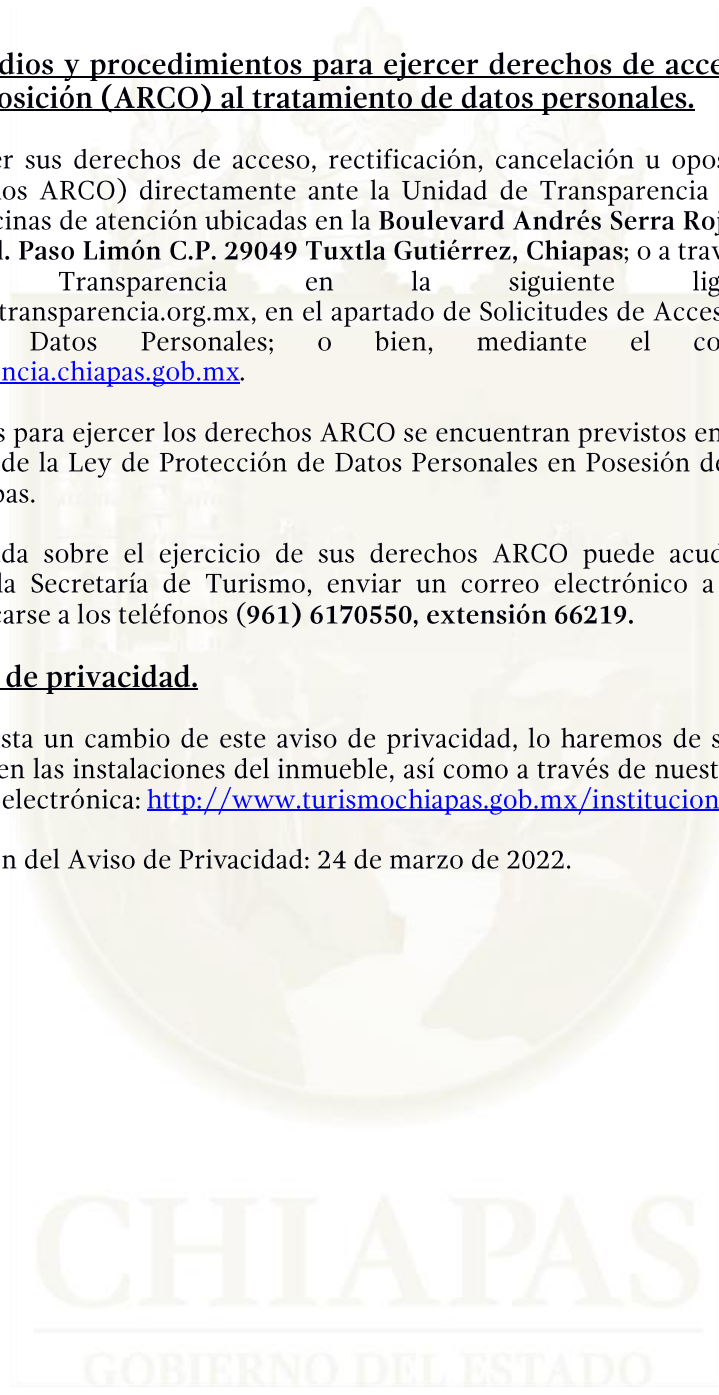 dios y procedimientos para ejercer derechos de acce
osición (ARCO) al tratamiento de datos personales.
er sus derechos de acceso, rectificación, cancelación u opos
hos ARCO) directamente ante la Unidad de Transparencia
cinas de atención ubicadas en la Boulevard Andrés Serra Roj
l. Paso Limón C.P. 29049 Tuxtla Gutiérrez, Chiapas; o a trav
Transparencia en la siguiente lig
transparencia.org.mx, en el apartado de Solicitudes de Acces
Datos Personales; o bien, mediante el co
ncia.chiapas.gob.mx.
s para ejercer los derechos ARCO se encuentran previstos en
de la Ley de Protección de Datos Personales en Posesión de
pas.
da sobre el ejercicio de sus derechos ARCO puede acud
la Secretaría de Turismo, enviar un correo electrónico a
carse a los teléfonos (961) 6170550, extensión 66219.
de privacidad.
sta un cambio de este aviso de privacidad, lo haremos de s
en las instalaciones del inmueble, así como a través de nuest
electrónica: http://www.turismochiapas.gob.mx/institucion
n del Aviso de Privacidad: 24 de marzo de 2022.
CHIAPAS
GOBIERNO DEL ESTADO